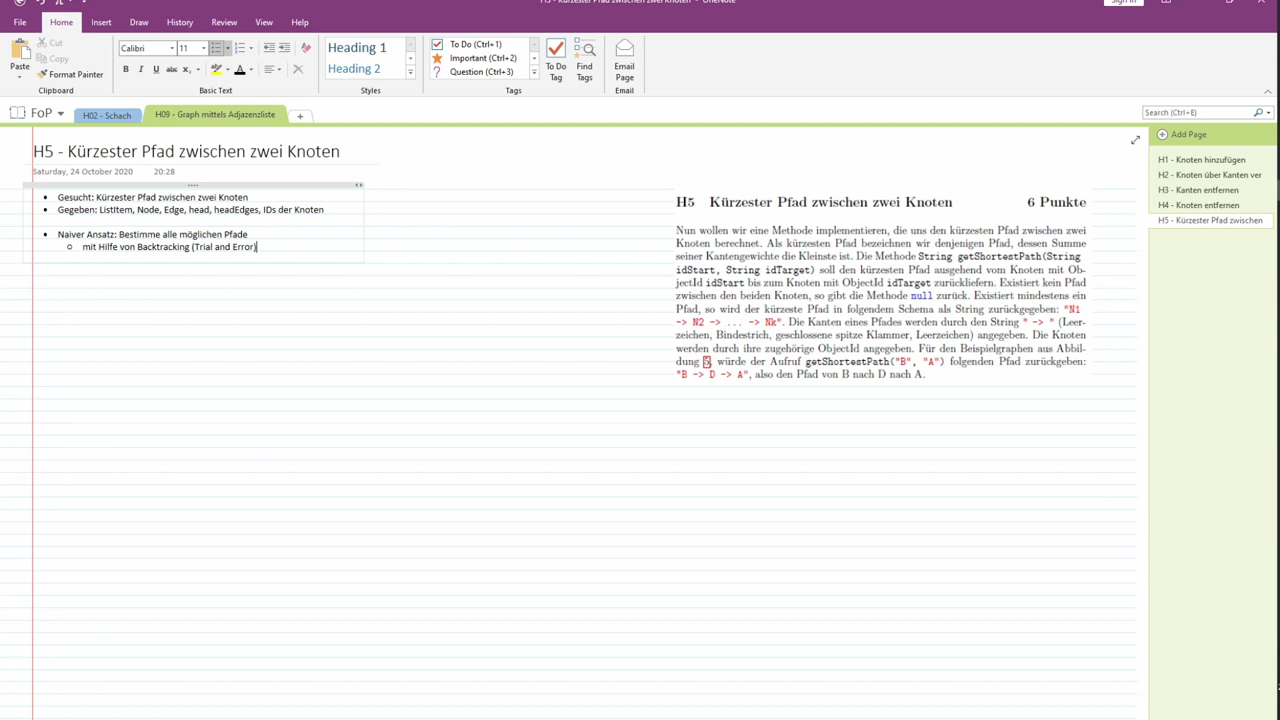 H5 - Kürzester Pfad zwischen zwei Knoten - OneNote
Sign in
File Home Insert Draw History Review View Help
Paste
Cut
Copy
Format Painter
Clipboard
Calibri 11
B I U abc x₂ A
Basic Text
Heading 1
Heading 2
Styles
To Do (Ctrl+1)
Important (Ctrl+2)
Question (Ctrl+3)
To Do Tag
Find Tags
Tags
Email Page
Email
FoP
H02 - Schach
H09 - Graph mittels Adjazenzliste
Search (Ctrl+E)
H5 - Kürzester Pfad zwischen zwei Knoten
Saturday, 24 October 2020 20:28
• Gesucht: Kürzester Pfad zwischen zwei Knoten
• Gegeben: ListItem, Node, Edge, head, headEdges, IDs der Knoten
• Naiver Ansatz: Bestimme alle möglichen Pfade
○ mit Hilfe von Backtracking (Trial and Error)
H5 Kürzester Pfad zwischen zwei Knoten 6 Punkte
Nun wollen wir eine Methode implementieren, die uns den kürzesten Pfad zwischen zwei
Knoten berechnet. Als kürzesten Pfad bezeichnen wir denjenigen Pfad, dessen Summe
seiner Kantengewichte die Kleinste ist. Die Methode String getShortestPath(String
idStart, String idTarget) soll den kürzesten Pfad ausgehend vom Knoten mit Ob-
jectId idStart bis zum Knoten mit ObjectId idTarget zurückliefern. Existiert kein Pfad
zwischen den beiden Knoten, so gibt die Methode null zurück. Existiert mindestens ein
Pfad, so wird der kürzeste Pfad in folgendem Schema als String zurückgegeben: "N1
-> N2 -> ... -> Nk". Die Kanten eines Pfades werden durch den String " -> " (Leer-
zeichen, Bindestrich, geschlossene spitze Klammer, Leerzeichen) angegeben. Die Knoten
werden durch ihre zugehörige ObjectId angegeben. Für den Beispielgraphen aus Abbil-
dung 5, würde der Aufruf getShortestPath("B", "A") folgenden Pfad zurückgeben:
"B -> D -> A", also den Pfad von B nach D nach A.
Add Page
H1 - Knoten hinzufügen
H2 - Knoten über Kanten ver
H3 - Kanten entfernen
H4 - Knoten entfernen
H5 - Kürzester Pfad zwischen